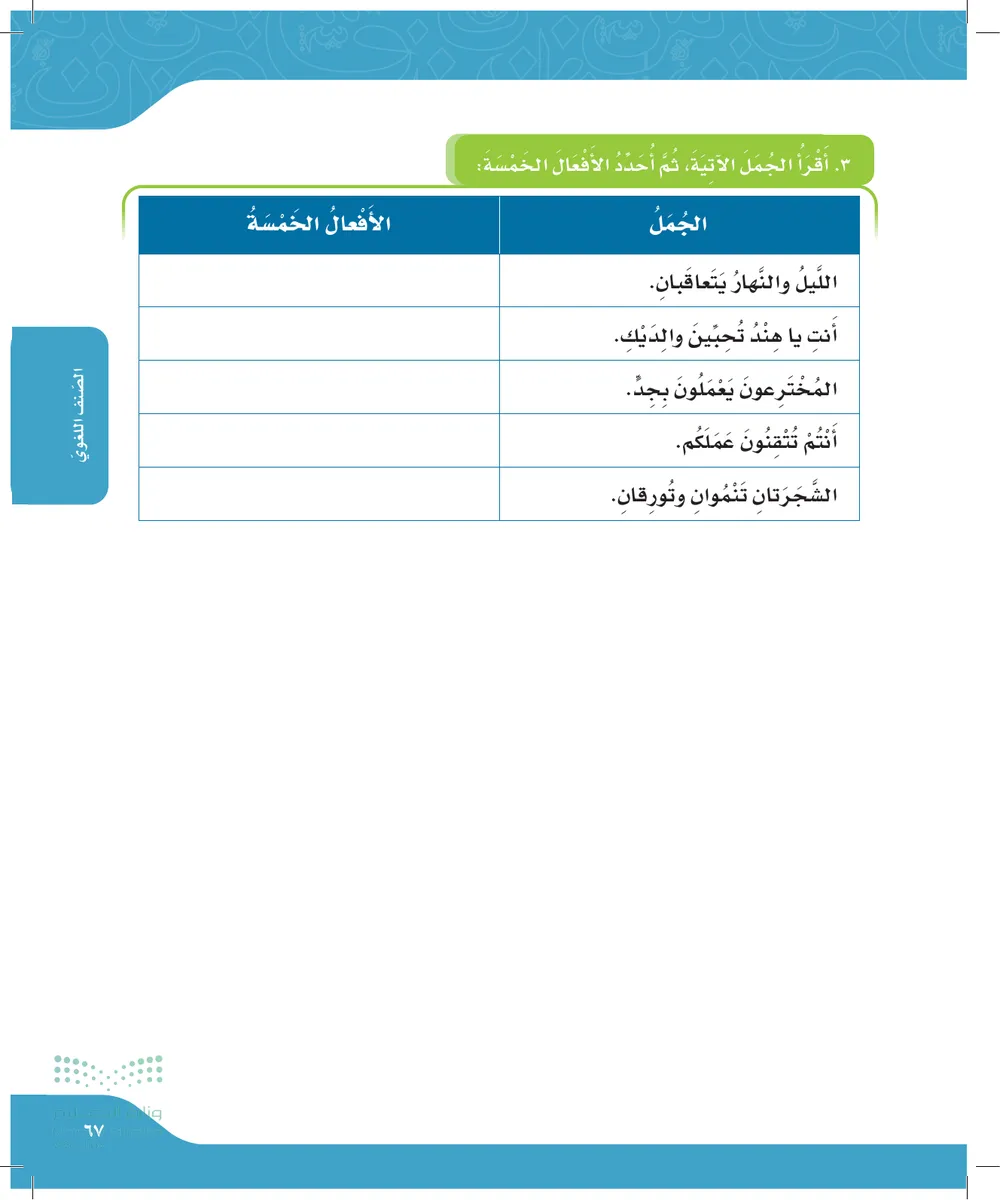 ٣. أَقْرَأُ الجُمَلَ الآتِيَةَ، ثُمَّ أُحَدِّدُ الأَفْعَالَ الخَمْسَةَ:
الجُمَلُ	الأَفْعالُ الخَمْسَةُ
اللَّيلُ والنَّهارُ يَتَعاقَبانِ.
أَنتِ يا هِنْدُ تُحِبِّينَ والِدَيْكِ.
المُخْتَرِعونَ يَعْمَلُونَ بِجِدٍّ.
أَنْتُمْ تُتْقِنُونَ عَمَلَكُم.
الشَّجَرَتانِ تَنْمُوانِ وتُورِقانِ.
الصّنف اللغويّ
٦٧